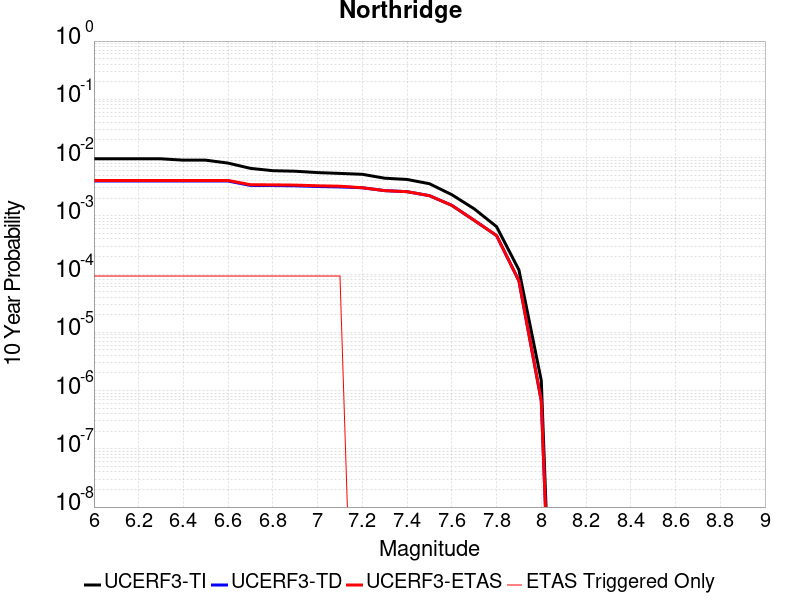 Northridge
10 0
10 -1
10 -2
10 -3
10 -4
10 -5
10 -6
10 -7
10 -8
10 Year Probability
6 6.2 6.4 6.6 6.8 7 7.2 7.4 7.6 7.8 8 8.2 8.4 8.6 8.8 9
Magnitude
UCERF3-TI UCERF3-TD UCERF3-ETAS ETAS Triggered Only